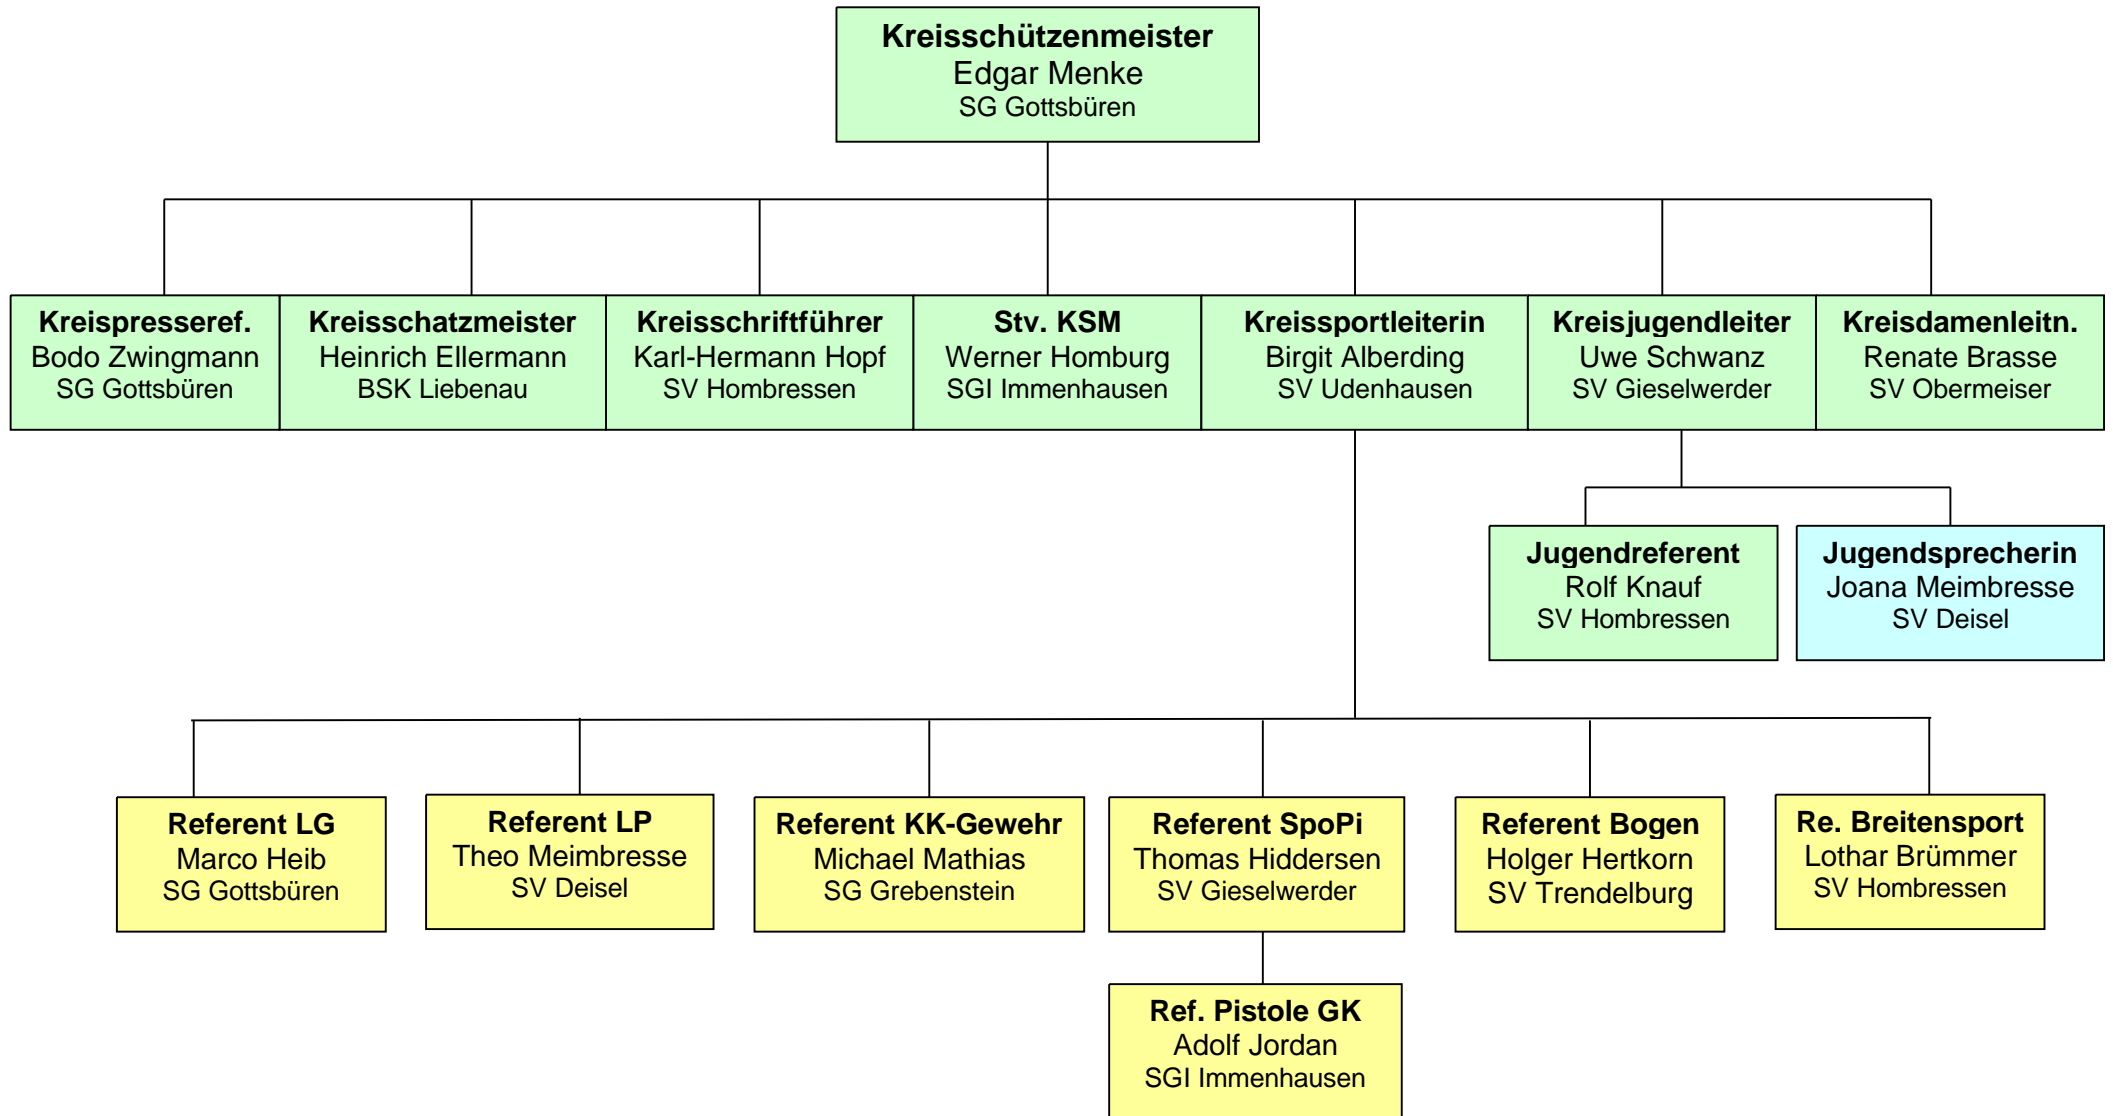 Kreisschützenmeister
Edgar Menke
SG Gottsbüren
Kreispresseref.
Bodo Zwingmann
SG Gottsbüren
Kreisschatzmeister
Heinrich Ellermann
BSK Liebenau
Kreisschriftführer
Karl-Hermann Hopf
SV Hombressen
Stv. KSM
Werner Homburg
SGI Immenhausen
Kreissportleiterin
Birgit Alberding
SV Udenhausen
Kreisjugendleiter
Uwe Schwanz
SV Gieselwerder
Kreisdamenleitn.
Renate Brasse
SV Obermeiser
Jugendreferent
Rolf Knauf
SV Hombressen
Jugendsprecherin
Joana Meimbresse
SV Deisel
Referent LG
Marco Heib
SG Gottsbüren
Referent LP
Theo Meimbresse
SV Deisel
Referent KK-Gewehr
Michael Mathias
SG Grebenstein
Referent SpoPi
Thomas Hiddersen
SV Gieselwerder
Referent Bogen
Holger Hertkorn
SV Trendelburg
Re. Breitensport
Lothar Brümmer
SV Hombressen
Ref. Pistole GK
Adolf Jordan
SGI Immenhausen